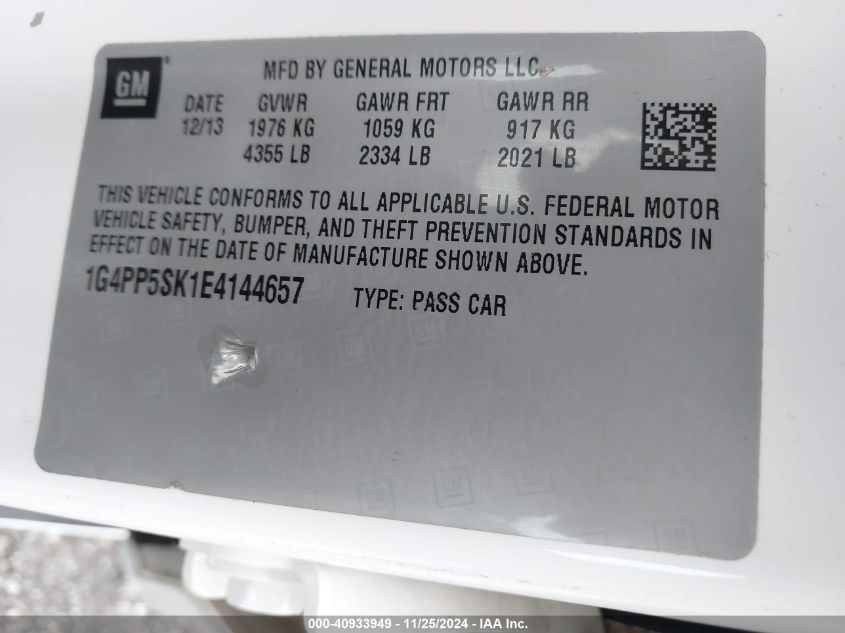 GM®
MFD BY GENERAL MOTORS LLC
DATE GVWR GAWR FRT GAWR RR
12/13 1976 KG 1059 KG 917 KG
4355 LB 2334 LB 2021 LB
THIS VEHICLE CONFORMS TO ALL APPLICABLE U.S. FEDERAL MOTOR
VEHICLE SAFETY, BUMPER, AND THEFT PREVENTION STANDARDS IN
EFFECT ON THE DATE OF MANUFACTURE SHOWN ABOVE.
1G4PP5SK1E4144657 TYPE: PASS CAR
000-40933949 - 11/25/2024 - IAA Inc.